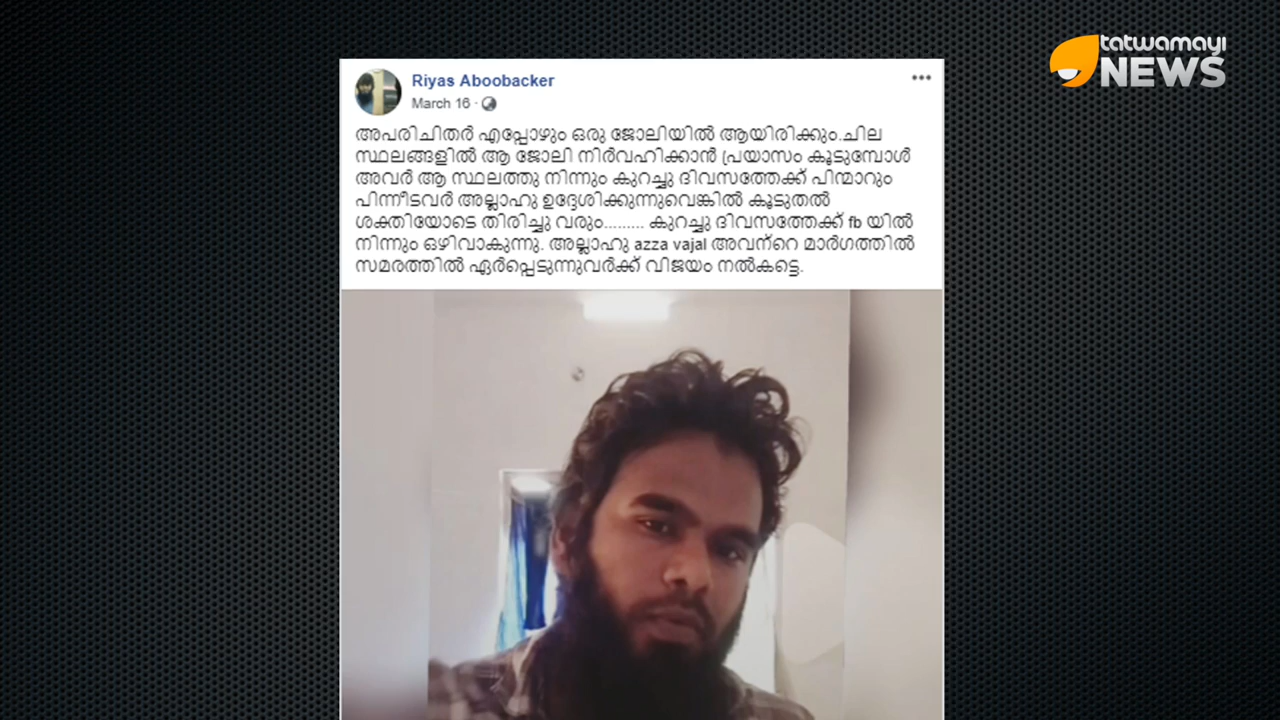 tatwamayi
NEWS
Riyas Aboobacker
March 16 ·
അപരിചിതർ എപ്പോഴും ഒരു ജോലിയിൽ ആയിരിക്കും.ചില
സ്ഥലങ്ങളിൽ ആ ജോലി നിർവഹിക്കാൻ പ്രയാസം കൂടുമ്പോൾ
അവർ ആ സ്ഥലത്തു നിന്നും കുറച്ചു ദിവസത്തേക്ക് പിന്മാറും
പിന്നീടവർ അല്ലാഹു ഉദ്ദേശിക്കുന്നുവെങ്കിൽ കൂടുതൽ
ശക്തിയോടെ തിരിച്ചു വരും......... കുറച്ചു ദിവസത്തേക്ക് fb യിൽ
നിന്നും ഒഴിവാകുന്നു. അല്ലാഹു azza vajal അവന്റെ മാർഗത്തിൽ
സമരത്തിൽ ഏർപ്പെടുന്നുവർക്ക് വിജയം നൽകട്ടെ.